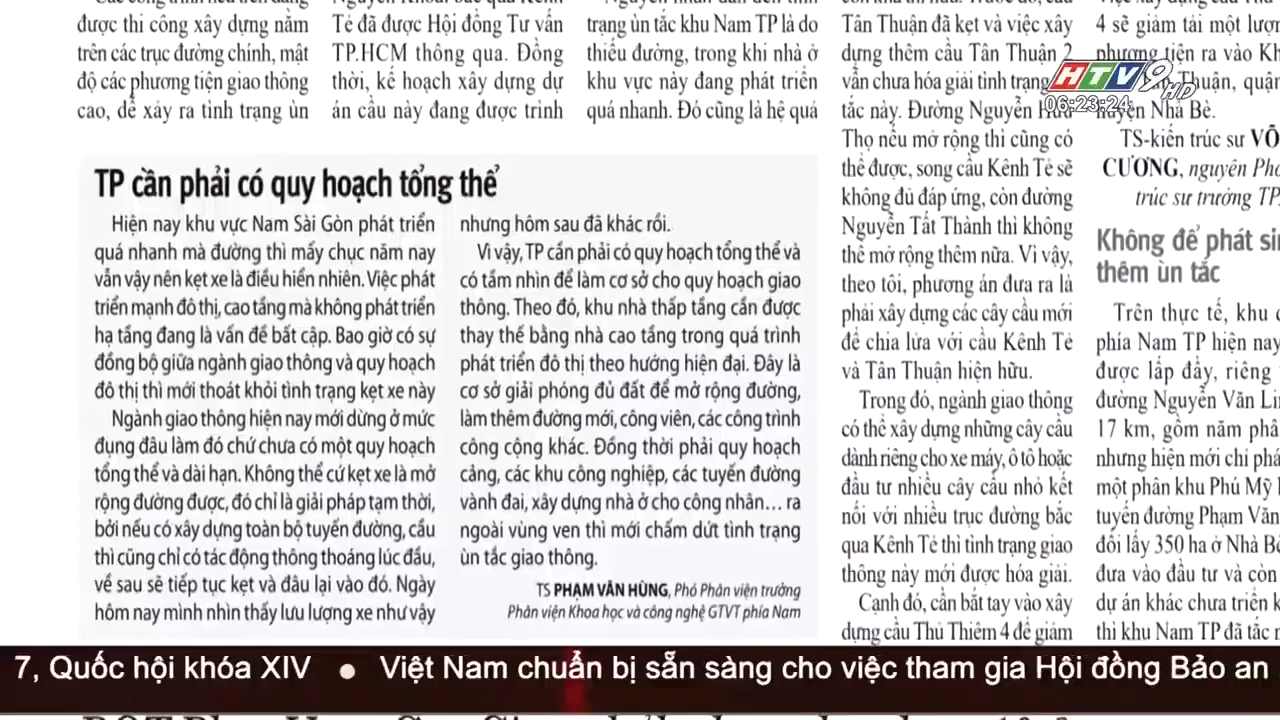 được thi công xây dựng nằm
trên các trục đường chính, mật
độ các phương tiện giao thông
cao, dễ xảy ra tình trạng ùn
Tẻ đã được Hội đồng Tư vấn
TP.HCM thông qua. Đồng
thời kế hoạch xây dựng dự
án cầu này đang được trình
trạng ùn tắc khu Nam TP là do
thiếu đường, trong khi nhà ở
khu vực này đang phát triển
quá nhanh. Đó cũng là hệ quả
TP cần phải có quy hoạch tổng thể
Hiện nay khu vực Nam Sài Gòn phát triển
quá nhanh mà đường thì mấy chục năm nay
vẫn vậy nên kẹt xe là điều hiển nhiên. Việc phát
triển mạnh đô thị, cao tầng mà không phát triển
hạ tầng đang là vấn đề bất cập. Bao giờ có sự
đồng bộ giữa ngành giao thông và quy hoạch
đô thị thì mới thoát khỏi tình trạng kẹt xe này
Ngành giao thông hiện nay mới dừng ở mức
đụng đâu làm đó chứ chưa có một quy hoạch
tổng thể và dài hạn. Không thể cứ kẹt xe là mở
rộng đường được, đó chỉ là giải pháp tạm thời,
bởi nếu có xây dựng toàn bộ tuyến đường, cầu
thì cũng chỉ có tác động thông thoáng lúc đầu,
về sau sẽ tiếp tục kẹt và đâu lại vào đó. Ngày
hôm nay mình nhìn thấy lưu lượng xe như vậy
nhưng hôm sau đã khác rồi.
Vì vậy, TP cần phải có quy hoạch tổng thể và
có tầm nhìn để làm cơ sở cho quy hoạch giao
thông. Theo đó, khu nhà thấp tầng cần được
thay thế bằng nhà cao tầng trong quá trình
phát triển đô thị theo hướng hiện đại. Đây là
cơ sở giải phóng đủ đất để mở rộng đường,
làm thêm đường mới, công viên, các công trình
công cộng khác. Đồng thời phải quy hoạch
cảng, các khu công nghiệp, các tuyến đường
vành đai, xây dựng nhà ở cho công nhân… ra
ngoài vùng ven thì mới chấm dứt tình trạng
ùn tắc giao thông.
TS PHẠM VĂN HÙNG, Phó Phân viện trưởng
Phân viện Khoa học và công nghệ GTVT phía Nam
Tân Thuận đã kẹt và việc xây
dựng thêm cầu Tân Thuận 2
vẫn chưa hóa giải tình trạng
tắc này. Đường Nguyễn Hữu
Thọ nếu mở rộng thì cũng có
thể được, song cầu Kênh Tẻ sẽ
không đủ đáp ứng, còn đường
Nguyễn Tất Thành thì không
thể mở rộng thêm nữa. Vì vậy,
theo tôi, phương án đưa ra là
phải xây dựng các cây cầu mới
để chia lửa với cầu Kênh Tẻ
và Tân Thuận hiện hữu.
Trong đó, ngành giao thông
có thể xây dựng những cây cầu
dành riêng cho xe máy, ô tô hoặc
đầu tư nhiều cây cầu nhỏ kết
nối với nhiều trục đường bắc
qua Kênh Tẻ thì tình trạng giao
thông này mới được hóa giải.
Cạnh đó, cần bắt tay vào xây
dựng cầu Thủ Thiêm 4 để giảm
4 sẽ giảm tải một lượn
phương tiện ra vào Kh
Thuận, quận
huyện Nhà Bè.
TS-kiến trúc sư VÕ
CƯƠNG, nguyên Phó
trúc sư trưởng TP.
Không để phát sin
thêm ùn tắc
Trên thực tế, khu đ
phía Nam TP hiện nay
được lấp đầy, riêng
đường Nguyễn Văn Lin
17 km, gồm năm phân
nhưng hiện mới chỉ phá
một phân khu Phú Mỹ H
tuyến đường Phạm Văn
đổi lấy 350 ha ở Nhà Bè
đưa vào đầu tư và còn
dự án khác chưa triển k
thì khu Nam TP đã tắc n
HTV9 HD
06:23:24
7, Quốc hội khóa XIV ● Việt Nam chuẩn bị sẵn sàng cho việc tham gia Hội đồng Bảo an